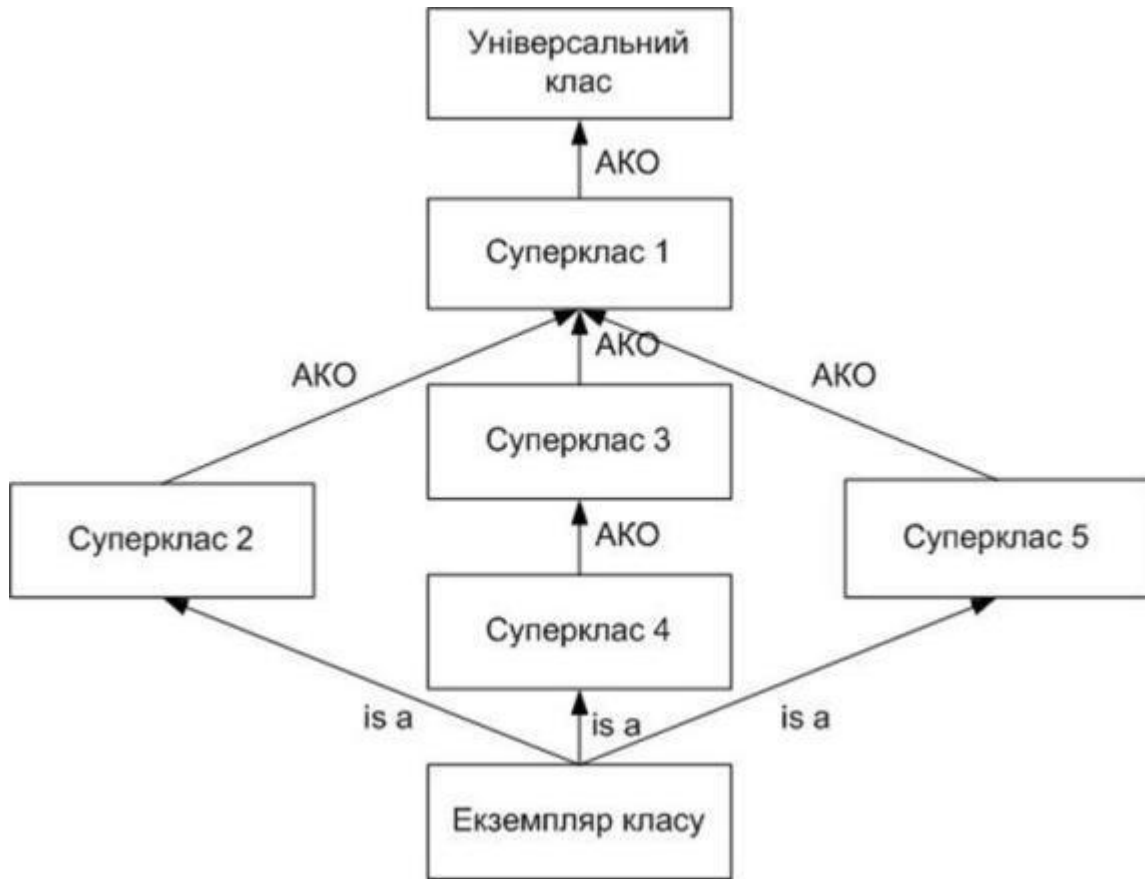 Універсальний
клас
АКО
Суперклас 1
АКО
АКО
АКО
Суперклас 3
Суперклас 2
АКО
Суперклас 5
Суперклас 4
is a
is a
is a
Екземпляр класу